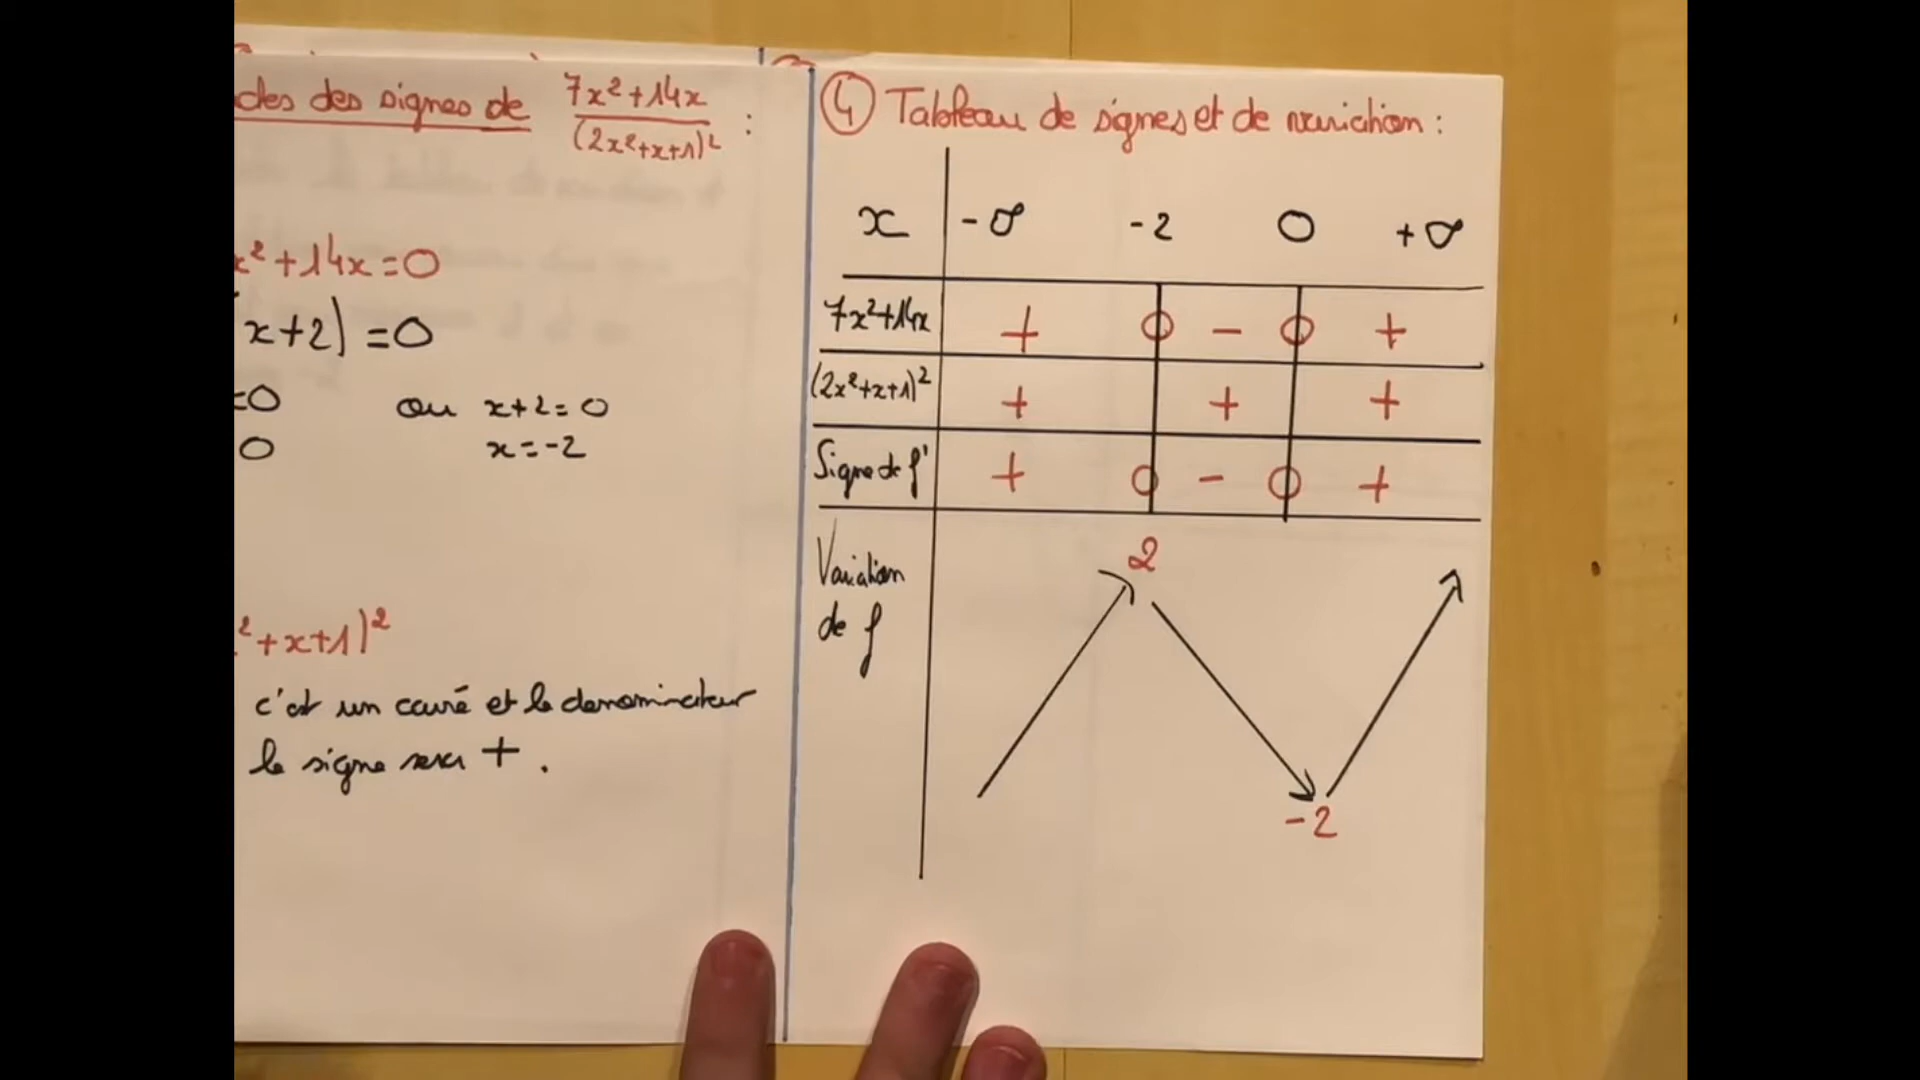 des des signes de 7x²+14x
(2x²+x+1)² :
x²+14x=0
x+2)=0
=0 ou x+2=0
0 x=-2
²+x+1)²
c'est un carré et le denominateur
le signe sera + .
④ Tableau de signes et de variation :
x -∞ -2 0 +∞
7x²+14x + 0 - 0 +
(2x²+x+1)² + + +
Signe de f' + 0 - 0 +
Variation
de f
2
-2